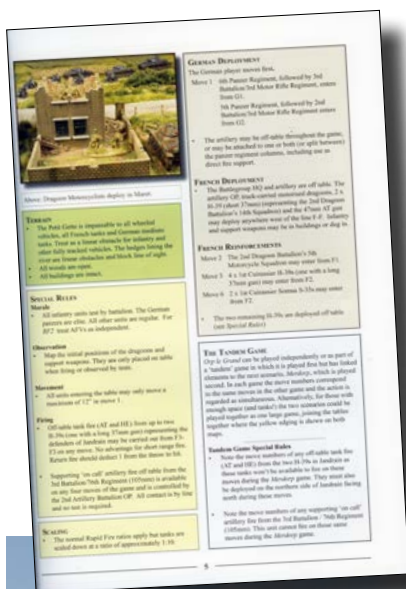 Above: Dragoon Motorcyclists deploy in Maret.
TERRAIN
• The Petit Gette is impassable to all wheeled
vehicles, all French tanks and German medium
tanks. Treat as a linear obstacle for infantry and
other fully tracked vehicles. The hedges lining the
river are linear obstacles and block line of sight.
• All woods are open.
• All buildings are intact.
SPECIAL RULES
Morale
• All infantry units test by battalion. The German
panzers are elite. All other units are regular. For
RF2 treat AFVs as independent.
Observation
• Map the initial positions of the dragoons and
support weapons. They are only placed on table
when firing or observed by tests.
Movement
• All units entering the table may only move a
maximum of 12" in move 1.
Firing
• Off-table tank fire (AT and HE) from up to two
H-39s (one with a long 37mm gun) representing the
defenders of Jandrain may be carried out from F3-
F3 on any move. No advantage for short range fire.
Return fire should deduct 1 from the throw to hit.
• Supporting 'on call' artillery fire off table from the
3rd Battalion/76th Regiment (105mm) is available
on any four moves of the game and is controlled by
the 2nd Artillery Battalion OP. All contact is by line
and no test is required.
SCALING
• The normal Rapid Fire ratios apply but tanks are
scaled down at a ratio of approximately 1:10.
GERMAN DEPLOYMENT
The German player moves first.
Move 1 6th Panzer Regiment, followed by 3rd
Battalion/3rd Motor Rifle Regiment, enters
from G1.
5th Panzer Regiment, followed by 2nd
Battalion/3rd Motor Rifle Regiment enters
from G2.
• The artillery may be off-table throughout the game,
or may be attached to one or both (or split between)
the panzer regiment columns, including use as
direct fire support.
FRENCH DEPLOYMENT
• The Battlegroup HQ and artillery are off table. The
artillery OP, truck-carried motorised dragoons, 2 x
H-39 (short 37mm) (representing the 2nd Dragoon
Battalion's 14th Squadron) and the 47mm AT gun
may deploy anywhere west of the line F-F. Infantry
and support weapons may lie in buildings or dug in.
FRENCH REINFORCEMENTS
Move 2 The 2nd Dragoon Battalion's 5th
Motorcycle Squadron may enter from F1.
Move 3 4 x 1st Cuirassier H-39s (one with a long
37mm gun) may enter from F2.
Move 6 2 x 1st Cuirassier Somua S-35s may enter
from F2.
• The two remaining H-39s are deployed off table
(see Special Rules).
THE TANDEM GAME
Orp le Grand can be played independently or as part of
a 'tandem' game in which it is played first but has linked
elements to the next scenario, Merdorp, which is played
second. In each game the move numbers correspond
to the same moves in the other game and the action is
regarded as simultaneous. Alternatively, for those with
enough space (and tanks!) the two scenarios could be
played together as one large game, joining the tables
together where the yellow edging is shown on both
maps.
Tandem Game Special Rules
• Note the move numbers of any off-table tank fire
(AT and HE) from the two H-39s in Jandrain as
these tanks won't be available to fire on these
moves during the Merdorp game. They must also
be deployed on the northern side of Jandrain facing
north during these moves.
• Note the move numbers of any supporting 'on call'
artillery fire from the 3rd Battalion / 76th Regiment
(105mm). This unit cannot fire on those same
moves during the Merdorp game.
5